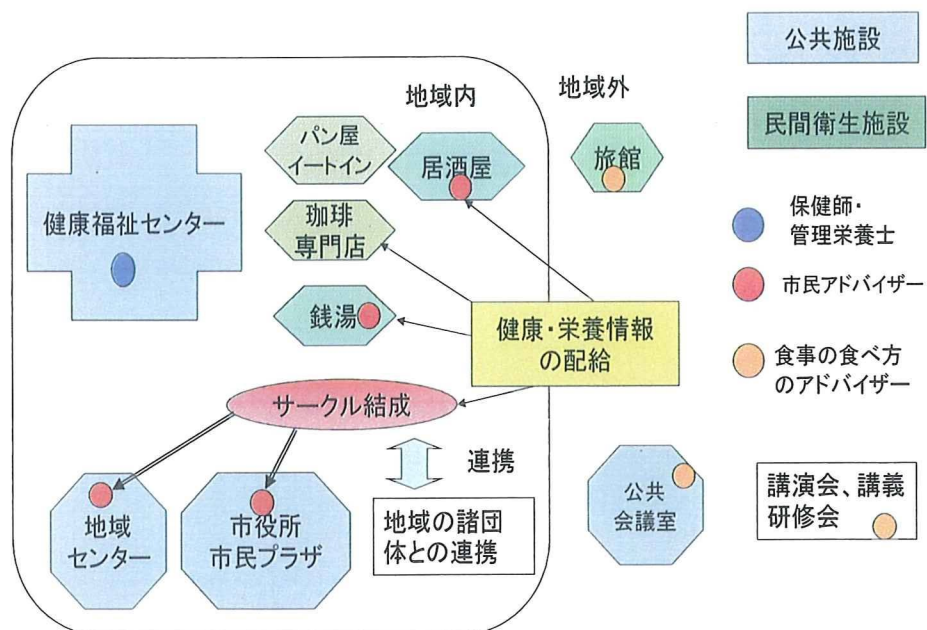 公共施設
地域内
地域外
民間衛生施設
パン屋
イートイン
居酒屋
旅館
健康福祉センター
珈琲
専門店
保健師・
管理栄養士
市民アドバイザー
銭湯
健康・栄養情報
の配給
食事の食べ方
のアドバイザー
サークル結成
連携
地域
センター
市役所
市民プラザ
地域の諸団
体との連携
公共
会議室
講演会、講義
研修会